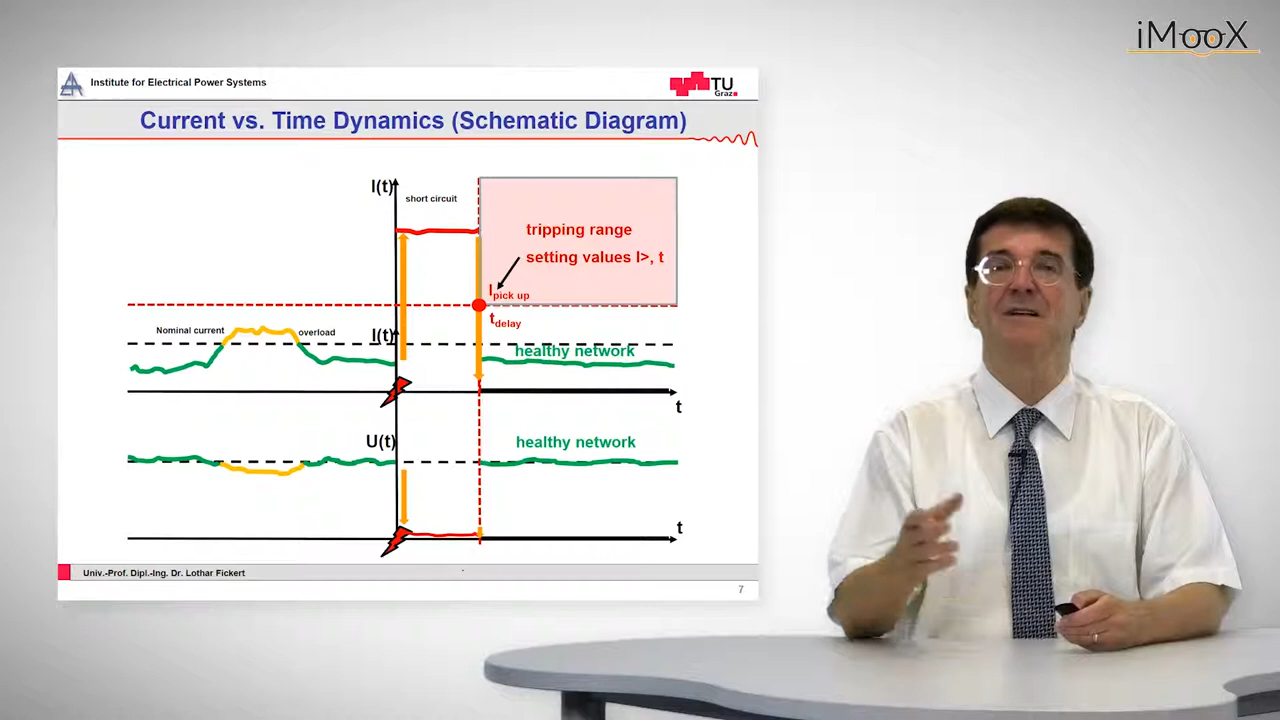 iMooX
Institute for Electrical Power Systems
TU
Graz
Current vs. Time Dynamics (Schematic Diagram)
I(t)
short circuit
tripping range
setting values I>, t
Ipick up
tdelay
Nominal current
overload
I(t)
healthy network
t
U(t)
healthy network
t
Univ.-Prof. Dipl.-Ing. Dr. Lothar Fickert
7